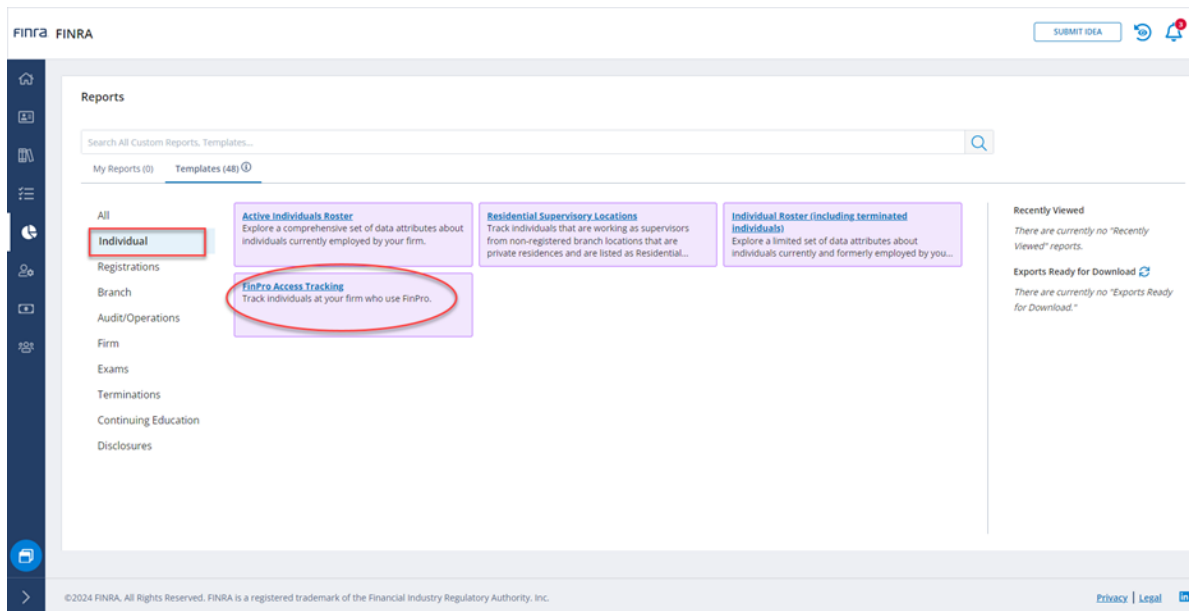 Finra FINRA
SUBMIT IDEA
3
Reports
Search All Custom Reports, Templates...
My Reports (0)
Templates (48)
All
Individual
Registrations
Branch
Audit/Operations
Firm
Exams
Terminations
Continuing Education
Disclosures
Active Individuals Roster
Explore a comprehensive set of data attributes about
individuals currently employed by your firm.
Residential Supervisory Locations
Track individuals that are working as supervisors
from non-registered branch locations that are
private residences and are listed as Residential...
Individual Roster (including terminated
individuals)
Explore a limited set of data attributes about
individuals currently and formerly employed by you...
FinPro Access Tracking
Track individuals at your firm who use FinPro.
Recently Viewed
There are currently no "Recently
Viewed" reports.
Exports Ready for Download
There are currently no "Exports Ready
for Download."
©2024 FINRA, All Rights Reserved. FINRA is a registered trademark of the Financial Industry Regulatory Authority. Inc.
Privacy | Legal
in